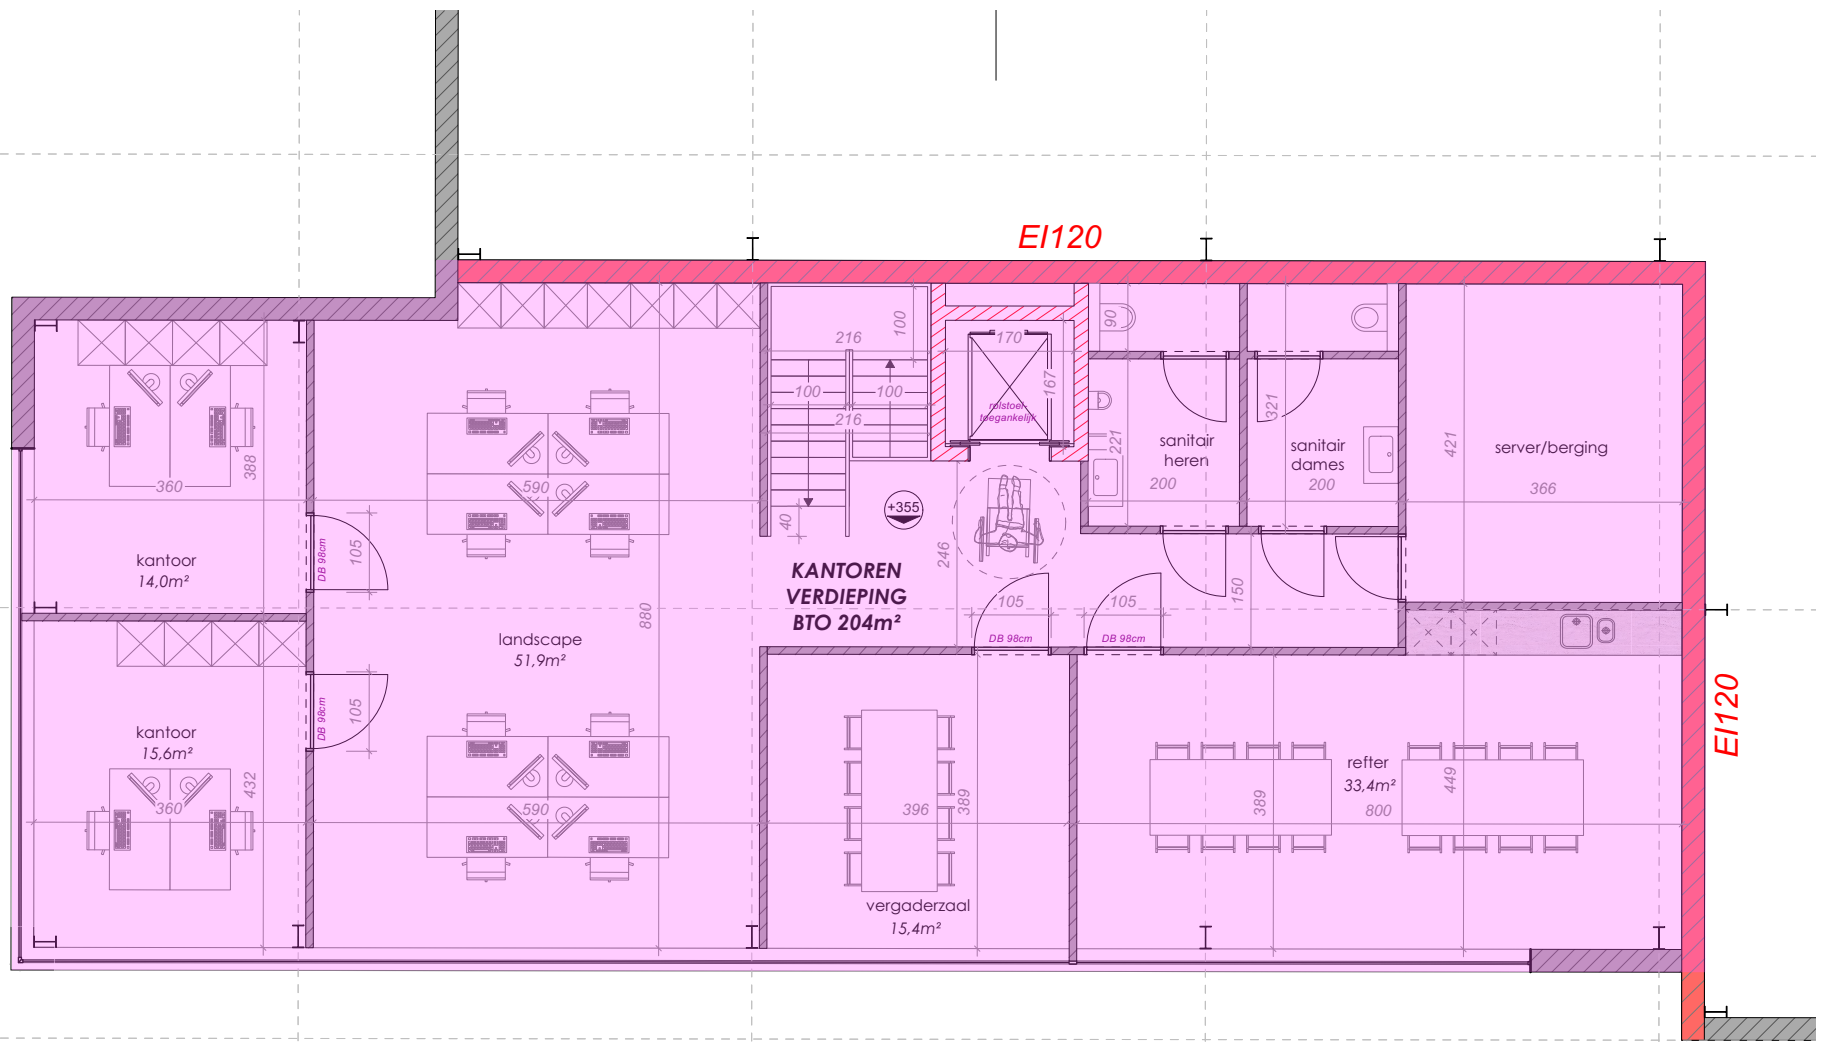 EI120
100
216
170
90
100
100
167
rolstoel-
toegankelijk
216
321
221
sanitair
heren
sanitair
dames
421
server/berging
388
360
590
200
200
366
+355
40
kantoor
14,0m²
DB 98cm
105
246
KANTOREN
VERDIEPING
BTO 204m²
105
105
150
DB 98cm
DB 98cm
880
landscape
51,9m²
kantoor
15,6m²
DB 98cm
105
EI120
432
360
590
396
389
389
refter
33,4m²
800
449
vergaderzaal
15,4m²